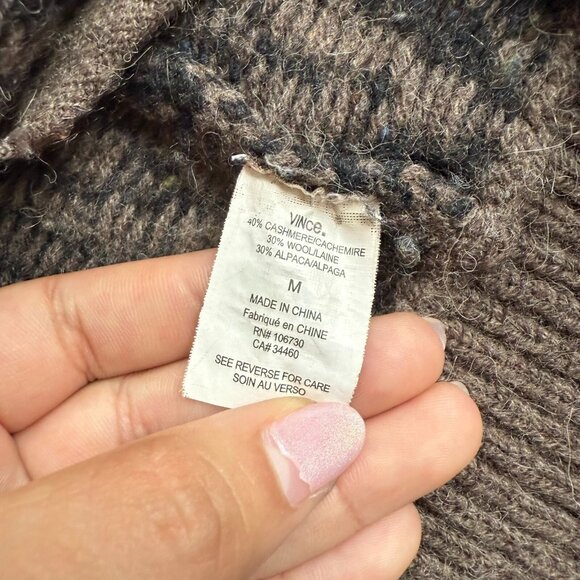 VINce.
40% CASHMERE/CACHEMIRE
30% WOOL/LAINE
30% ALPACA/ALPAGA
M
MADE IN CHINA
Fabriqué en CHINE
RN# 106730
CA# 34460
SEE REVERSE FOR CARE
SOIN AU VERSO